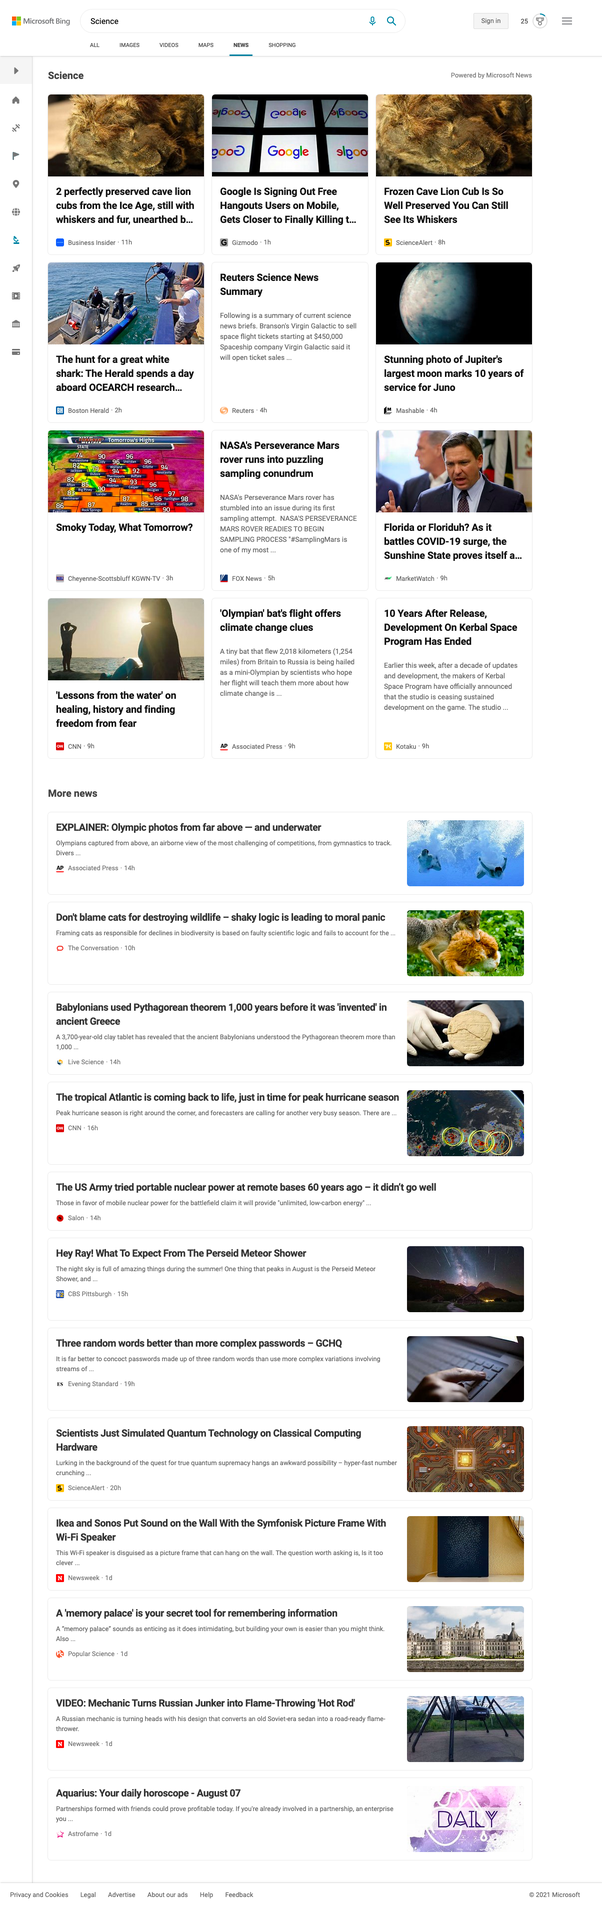 Microsoft Bing
Science
Sign in
25
ALL
IMAGES
VIDEOS
MAPS
NEWS
SHOPPING
Science
Powered by Microsoft News
2 perfectly preserved cave lion
cubs from the Ice Age, still with
whiskers and fur, unearthed b...
Business Insider · 11h
Google
Google Is Signing Out Free
Hangouts Users on Mobile,
Gets Closer to Finally Killing t...
Gizmodo · 1h
Frozen Cave Lion Cub Is So
Well Preserved You Can Still
See Its Whiskers
ScienceAlert · 8h
The hunt for a great white
shark: The Herald spends a day
aboard OCEARCH research...
Boston Herald · 2h
Reuters Science News
Summary
Following is a summary of current science
news briefs. Branson's Virgin Galactic to sell
space flight tickets starting at $450,000
Spaceship company Virgin Galactic said it
will open ticket sales ...
Reuters · 4h
Stunning photo of Jupiter's
largest moon marks 10 years of
service for Juno
Mashable · 4h
Tomorrow's Highs
Smoky Today, What Tomorrow?
Cheyenne-Scottsbluff KGWN-TV · 3h
NASA's Perseverance Mars
rover runs into puzzling
sampling conundrum
NASA's Perseverance Mars rover has
stumbled into an issue during its first
sampling attempt. NASA'S PERSEVERANCE
MARS ROVER READIES TO BEGIN
SAMPLING PROCESS "#SamplingMars is
one of my most ...
FOX News · 5h
Florida or Floriduh? As it
battles COVID-19 surge, the
Sunshine State proves itself a...
MarketWatch · 9h
'Lessons from the water' on
healing, history and finding
freedom from fear
CNN · 9h
'Olympian' bat's flight offers
climate change clues
A tiny bat that flew 2,018 kilometers (1,254
miles) from Britain to Russia is being hailed
as a mini-Olympian by scientists who hope
her flight will teach them more about how
climate change is ...
Associated Press · 9h
10 Years After Release,
Development On Kerbal Space
Program Has Ended
Earlier this week, after a decade of updates
and development, the makers of Kerbal
Space Program have officially announced
that the studio is ceasing sustained
development on the game. The studio ...
Kotaku · 9h
More news
EXPLAINER: Olympic photos from far above — and underwater
Olympians captured from above, an airborne view of the most challenging of competitions, from gymnastics to track.
Divers ...
Associated Press · 14h
Don't blame cats for destroying wildlife – shaky logic is leading to moral panic
Framing cats as responsible for declines in biodiversity is based on faulty scientific logic and fails to account for the ...
The Conversation · 10h
Babylonians used Pythagorean theorem 1,000 years before it was 'invented' in
ancient Greece
A 3,700-year-old clay tablet has revealed that the ancient Babylonians understood the Pythagorean theorem more than
1,000 ...
Live Science · 14h
The tropical Atlantic is coming back to life, just in time for peak hurricane season
Peak hurricane season is right around the corner, and forecasters are calling for another very busy season. There are ...
CNN · 16h
The US Army tried portable nuclear power at remote bases 60 years ago – it didn't go well
Those in favor of mobile nuclear power for the battlefield claim it will provide "unlimited, low-carbon energy" ...
Salon · 14h
Hey Ray! What To Expect From The Perseid Meteor Shower
The night sky is full of amazing things during the summer! One thing that peaks in August is the Perseid Meteor
Shower, and ...
CBS Pittsburgh · 15h
Three random words better than more complex passwords – GCHQ
It is far better to concoct passwords made up of three random words than use more complex variations involving
streams of ...
Evening Standard · 19h
Scientists Just Simulated Quantum Technology on Classical Computing
Hardware
Lurking in the background of the quest for true quantum supremacy hangs an awkward possibility – hyper-fast number
crunching ...
ScienceAlert · 20h
Ikea and Sonos Put Sound on the Wall With the Symfonisk Picture Frame With
Wi-Fi Speaker
This Wi-Fi speaker is disguised as a picture frame that can hang on the wall. The question worth asking is, Is it too
clever ...
Newsweek · 1d
A 'memory palace' is your secret tool for remembering information
A "memory palace" sounds as enticing as it does intimidating, but building your own is easier than you might think.
Also ...
Popular Science · 1d
VIDEO: Mechanic Turns Russian Junker into Flame-Throwing 'Hot Rod'
A Russian mechanic is turning heads with his design that converts an old Soviet-era sedan into a road-ready flame-
thrower.
Newsweek · 1d
Aquarius: Your daily horoscope - August 07
Partnerships formed with friends could prove profitable today. If you're already involved in a partnership, an enterprise
you ...
Astrofame · 1d
DAILY
Privacy and Cookies
Legal
Advertise
About our ads
Help
Feedback
© 2021 Microsoft